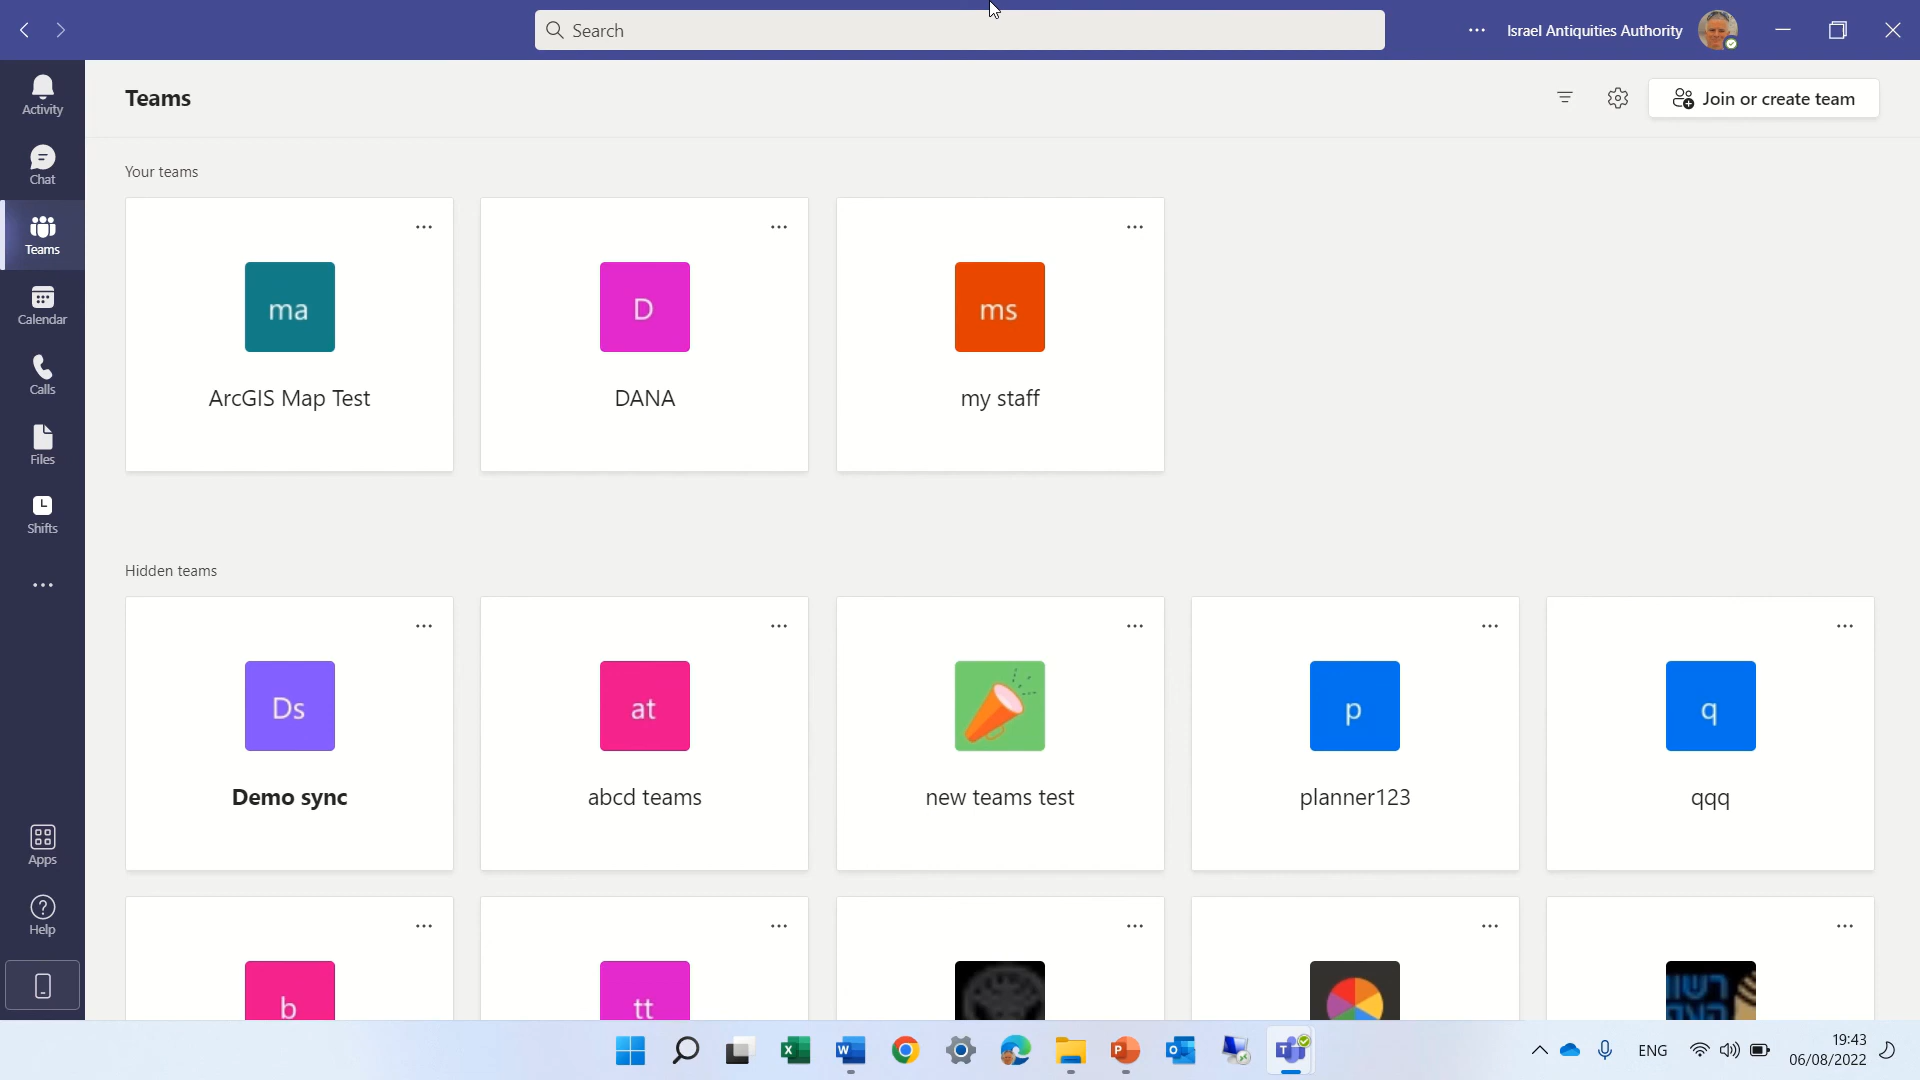 Search
Israel Antiquities Authority
Activity
Chat
Teams
Calendar
Calls
Files
Shifts
Apps
Help
Teams
Join or create team
Your teams
ma
ArcGIS Map Test
D
DANA
ms
my staff
Hidden teams
Ds
Demo sync
at
abcd teams
new teams test
p
planner123
q
qqq
b
tt
רשו
ENG
19:43
06/08/2022